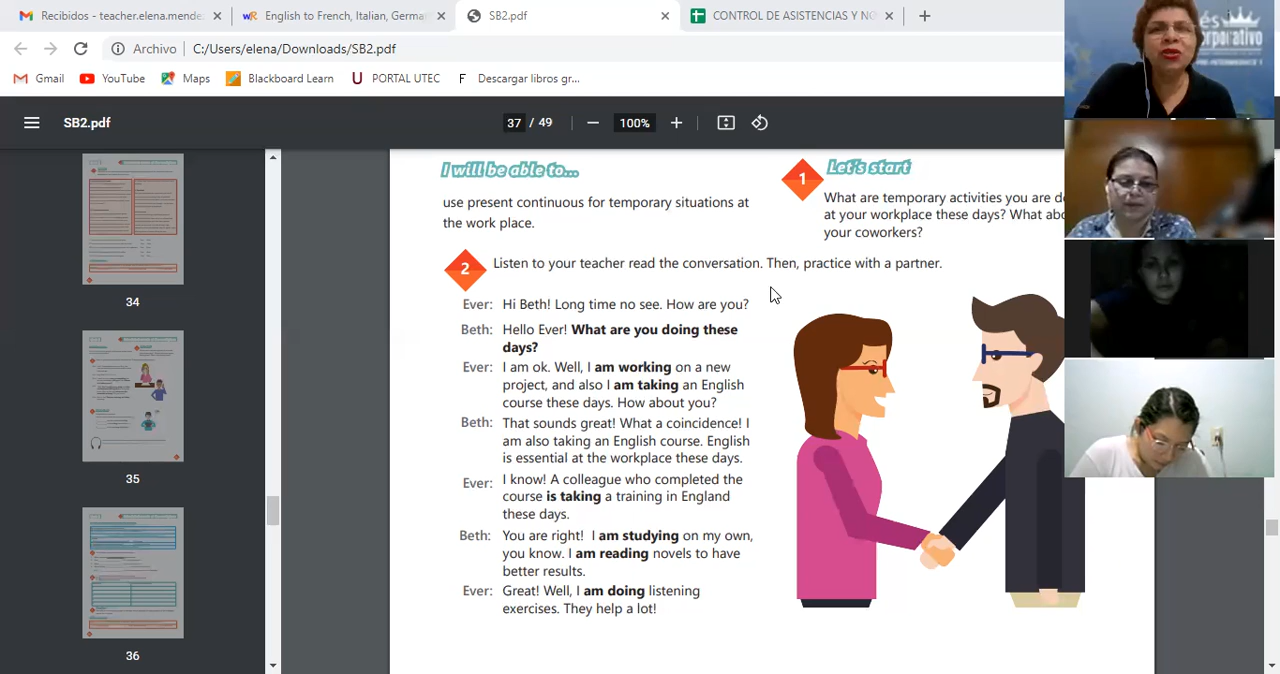 Recibidos - teacher.elena.mende
English to French, Italian, Germa
SB2.pdf
CONTROL DE ASISTENCIAS Y NO
Archivo
C:/Users/elena/Downloads/SB2.pdf
Gmail
YouTube
Maps
Blackboard Learn
PORTAL UTEC
Descargar libros gr...
SB2.pdf
37 / 49
100%
I will be able to...
use present continuous for temporary situations at
the work place.
1
Let's start
What are temporary activities you are do
at your workplace these days? What abo
your coworkers?
2
Listen to your teacher read the conversation. Then, practice with a partner.
Ever: Hi Beth! Long time no see. How are you?
Beth: Hello Ever! What are you doing these
days?
Ever: I am ok. Well, I am working on a new
project, and also I am taking an English
course these days. How about you?
Beth: That sounds great! What a coincidence! I
am also taking an English course. English
is essential at the workplace these days.
Ever: I know! A colleague who completed the
course is taking a training in England
these days.
Beth: You are right! I am studying on my own,
you know. I am reading novels to have
better results.
Ever: Great! Well, I am doing listening
exercises. They help a lot!
34
35
36
és
rporativo